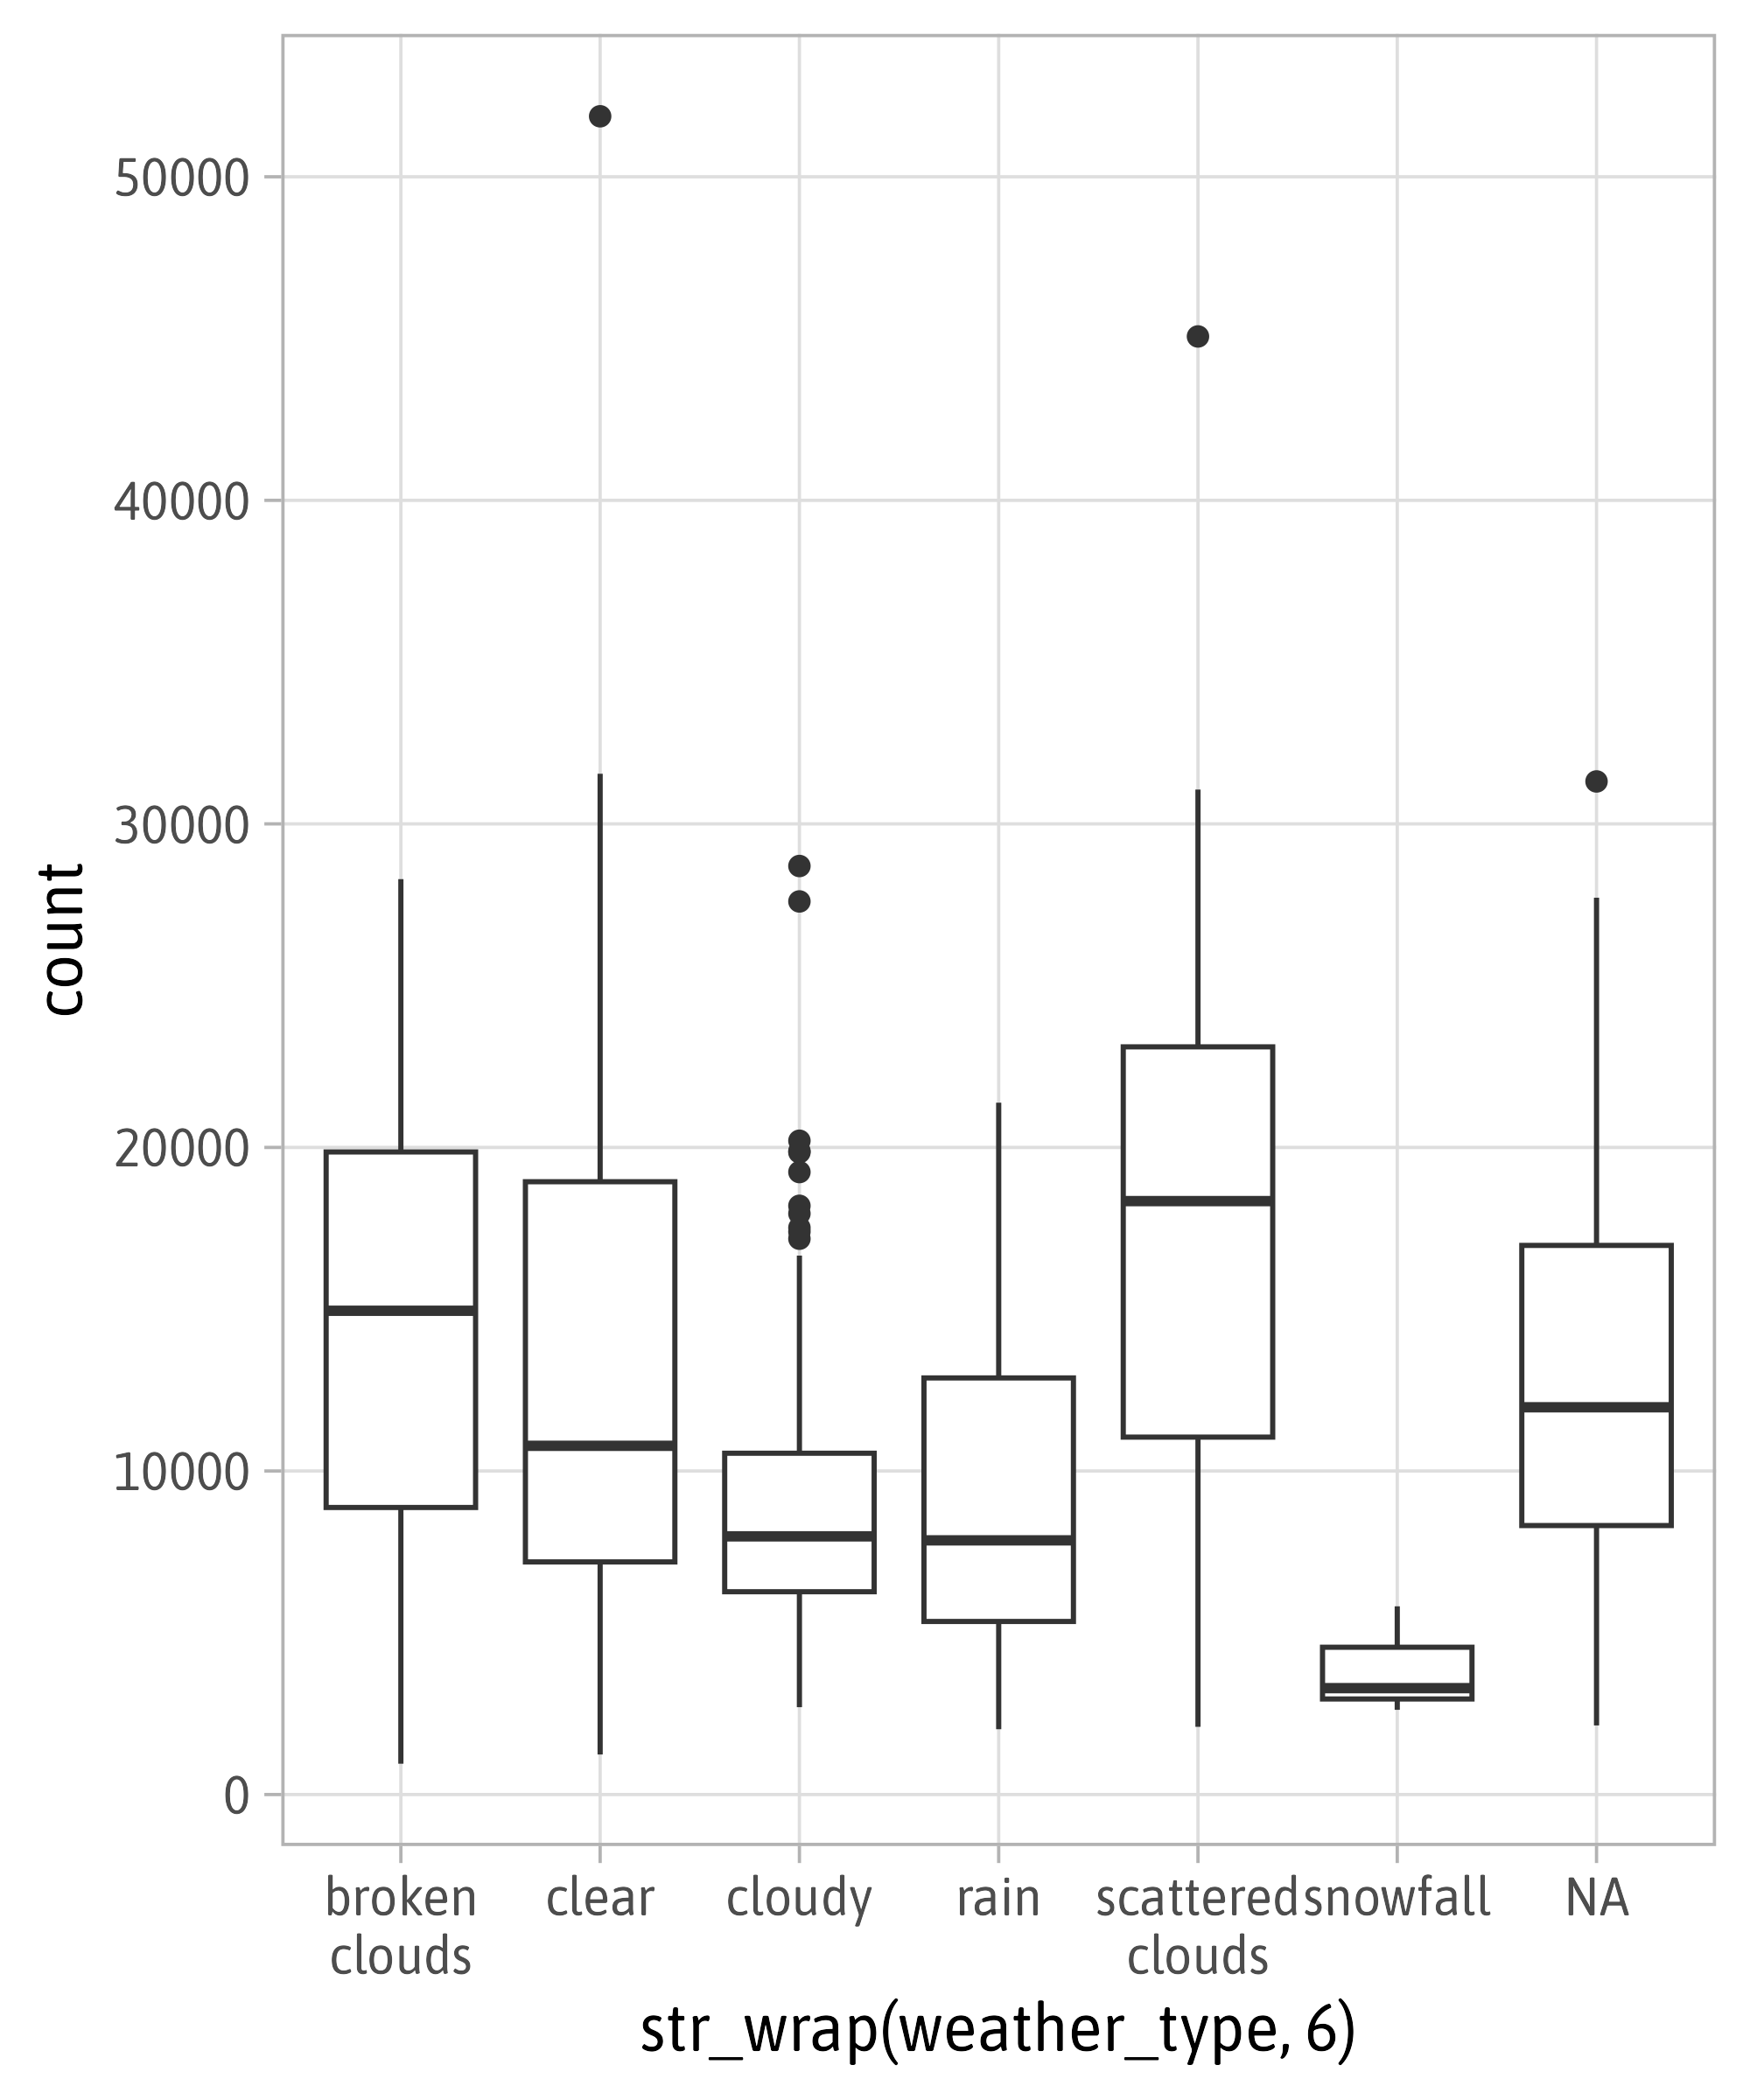 50000
40000
30000
20000
10000
0
count
broken clouds
clear
cloudy
rain
scattered clouds
snowfall
NA
str_wrap(weather_type, 6)